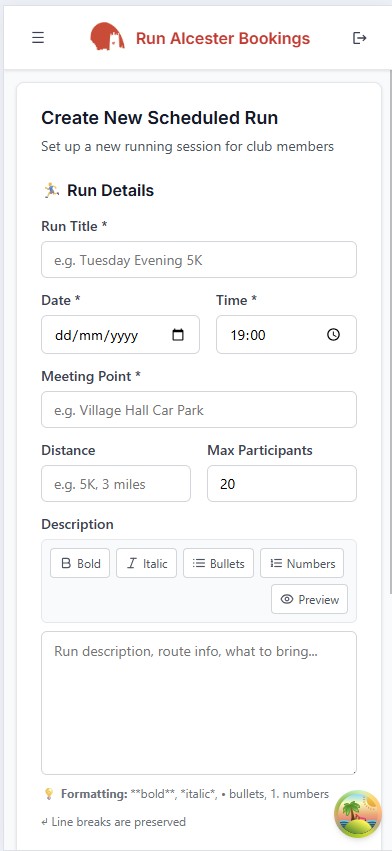 Run Alcester Bookings
Create New Scheduled Run
Set up a new running session for club members
Run Details
Run Title *
e.g. Tuesday Evening 5K
Date * Time *
dd/mm/yyyy 19:00
Meeting Point *
e.g. Village Hall Car Park
Distance Max Participants
e.g. 5K, 3 miles 20
Description
B Bold I Italic Bullets Numbers
Preview
Run description, route info, what to bring...
Formatting: **bold**, *italic*, • bullets, 1. numbers
↵ Line breaks are preserved